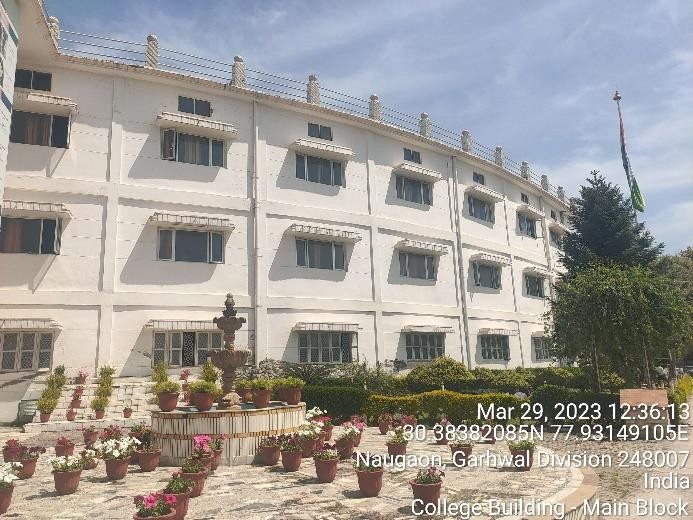 Mar 29, 2023 12:36:13
30.38382085N 77.93149105E
Naugaon, Garhwal Division 248007
India
College Building , Main Block